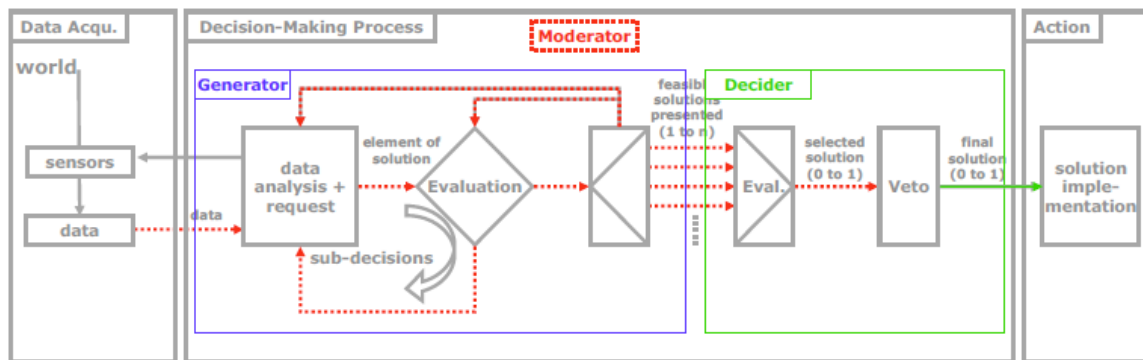 Data Acqu.
Decision-Making Process
Moderator
Action
world
Generator
feasibl
solutions
presented
(1 to n)
Decider
sensors
data
data
data
analysis +
request
element of
solution
Evaluation
sub-decisions
Eval.
selected
solution
(0 to 1)
Veto
final
solution
(0 to 1)
solution
imple-
mentation